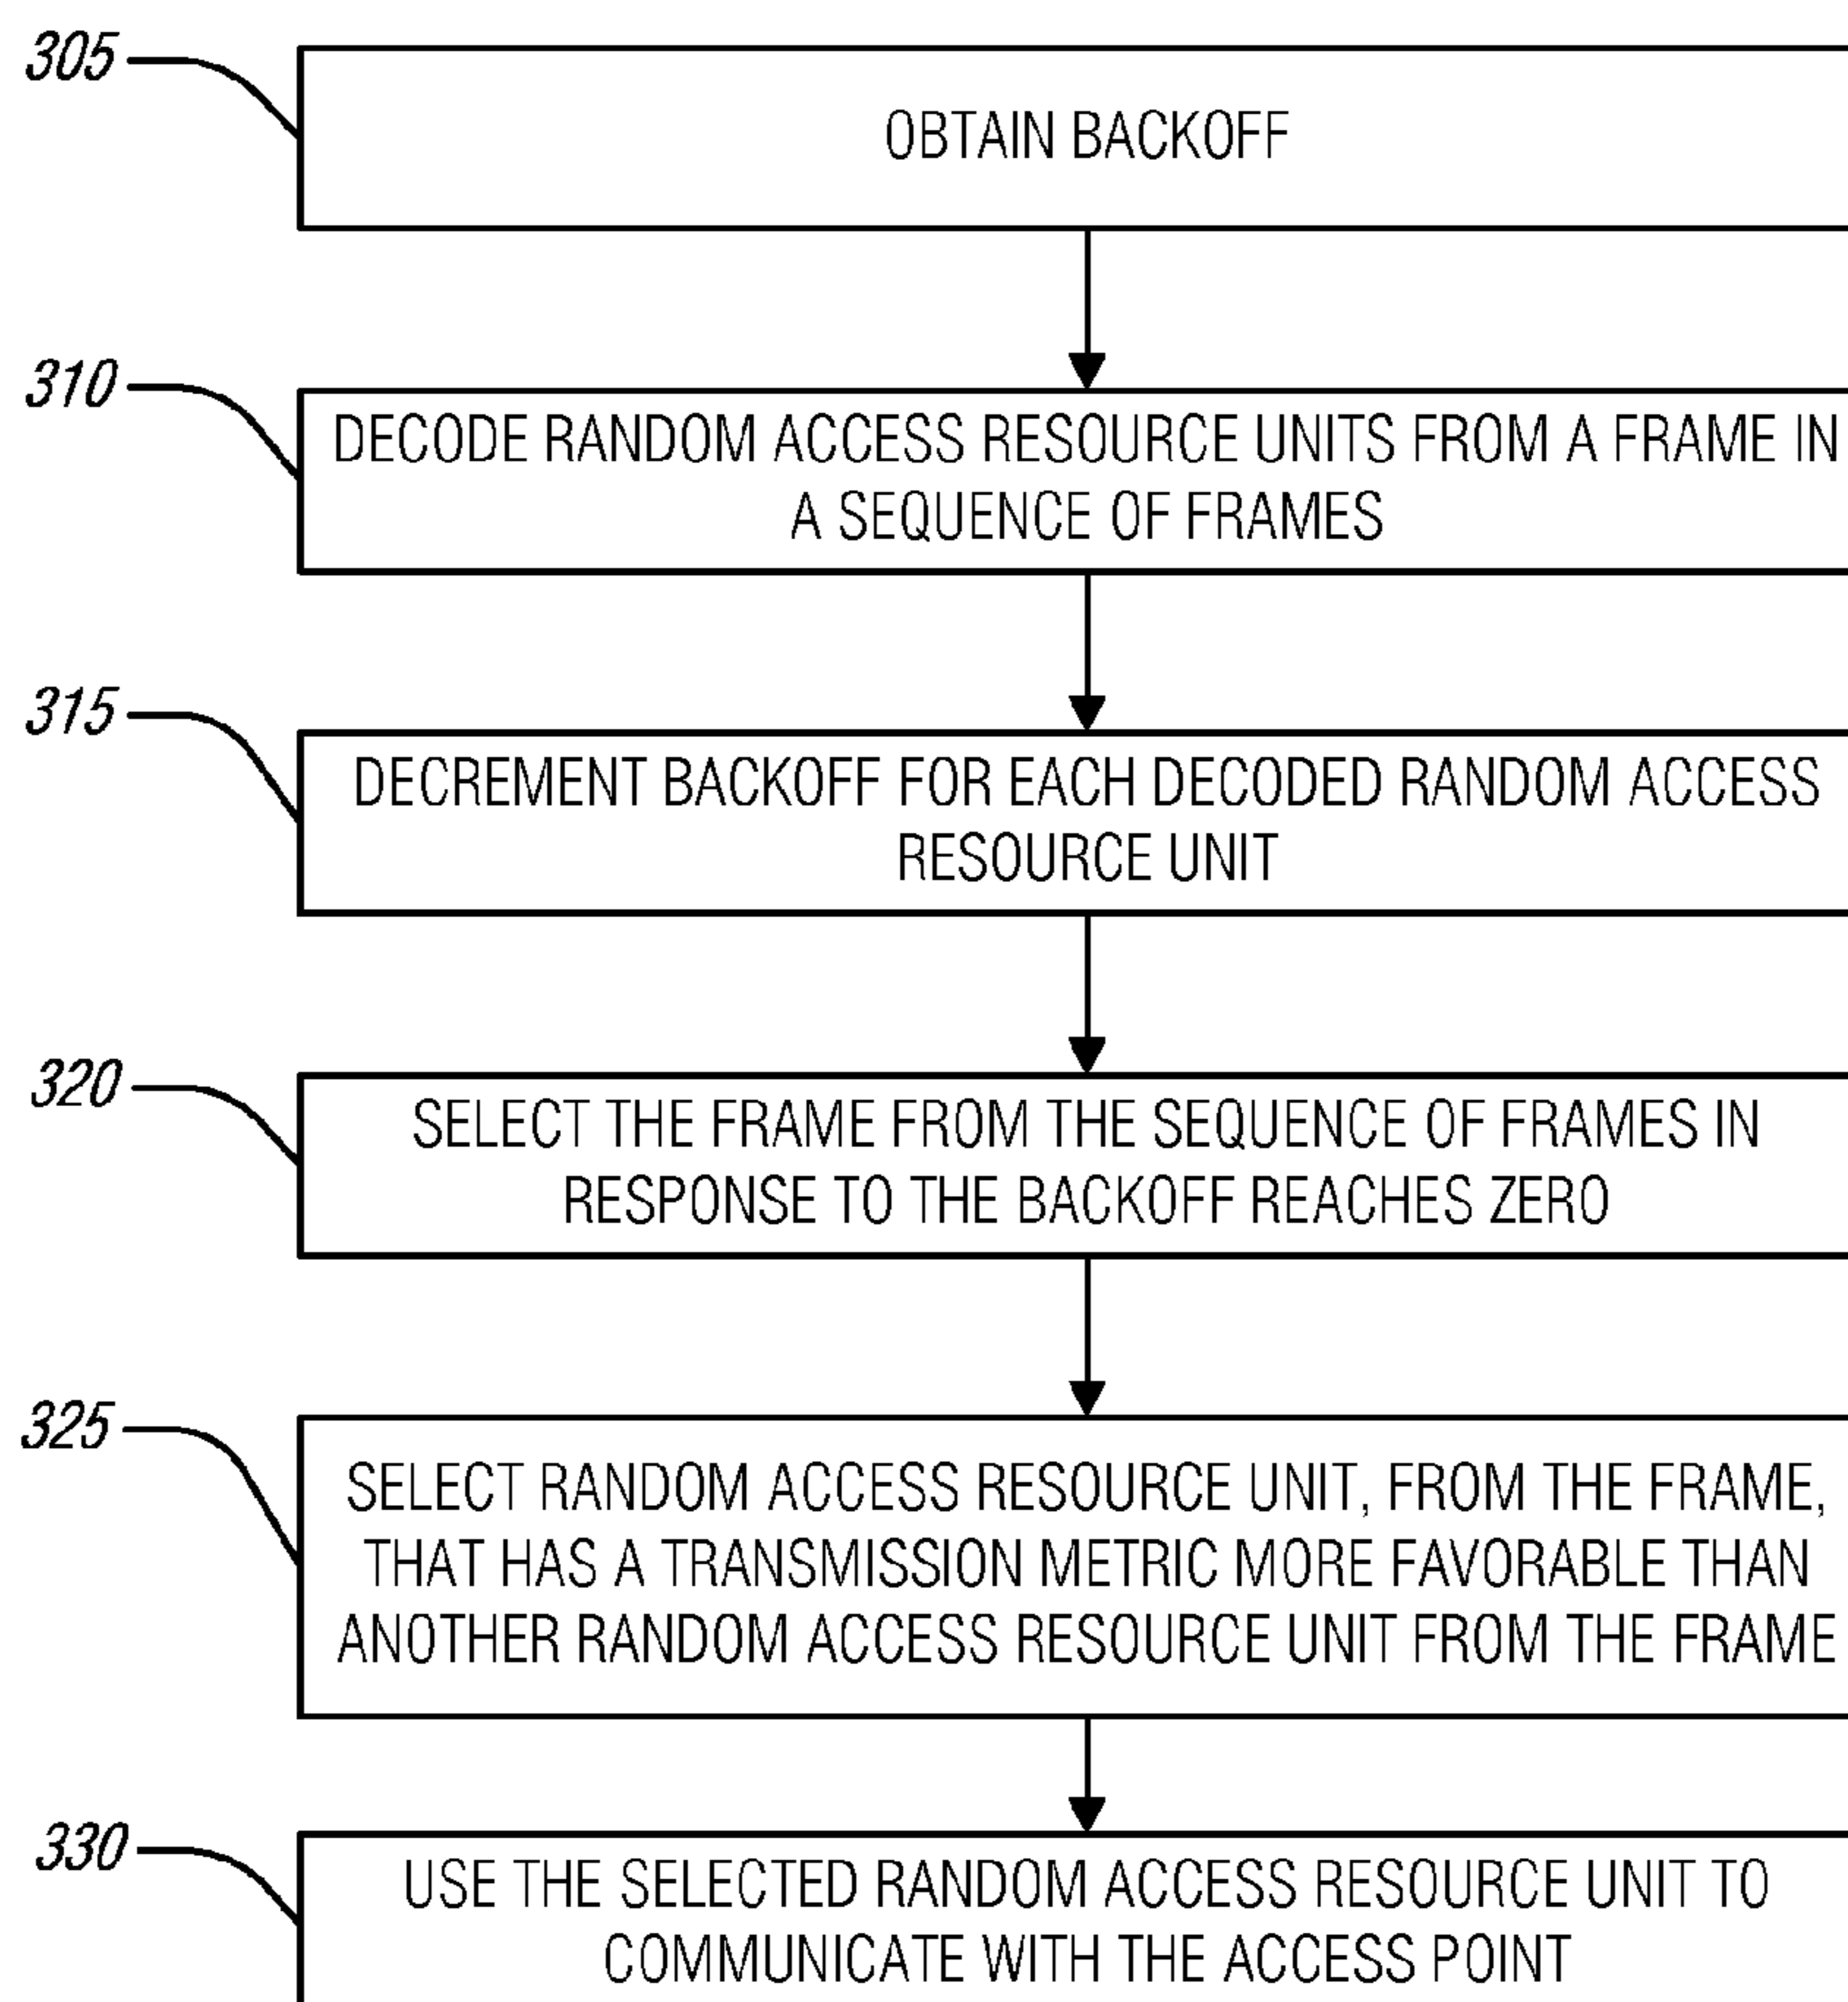 305
OBTAIN BACKOFF
310
DECODE RANDOM ACCESS RESOURCE UNITS FROM A FRAME IN
A SEQUENCE OF FRAMES
315
DECREMENT BACKOFF FOR EACH DECODED RANDOM ACCESS
RESOURCE UNIT
320
SELECT THE FRAME FROM THE SEQUENCE OF FRAMES IN
RESPONSE TO THE BACKOFF REACHES ZERO
325
SELECT RANDOM ACCESS RESOURCE UNIT, FROM THE FRAME,
THAT HAS A TRANSMISSION METRIC MORE FAVORABLE THAN
ANOTHER RANDOM ACCESS RESOURCE UNIT FROM THE FRAME
330
USE THE SELECTED RANDOM ACCESS RESOURCE UNIT TO
COMMUNICATE WITH THE ACCESS POINT